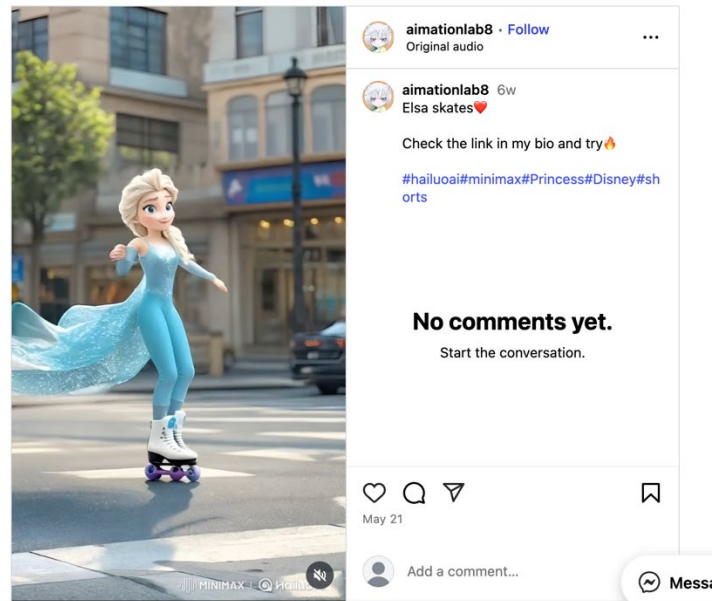 aimationlab8 • Follow
Original audio
aimationlab8 6w
Elsa skates❤️
Check the link in my bio and try🔥
#hailuoai#minimax#Princess#Disney#sh
orts
No comments yet.
Start the conversation.
May 21
Add a comment...
MINIMAX
Messa